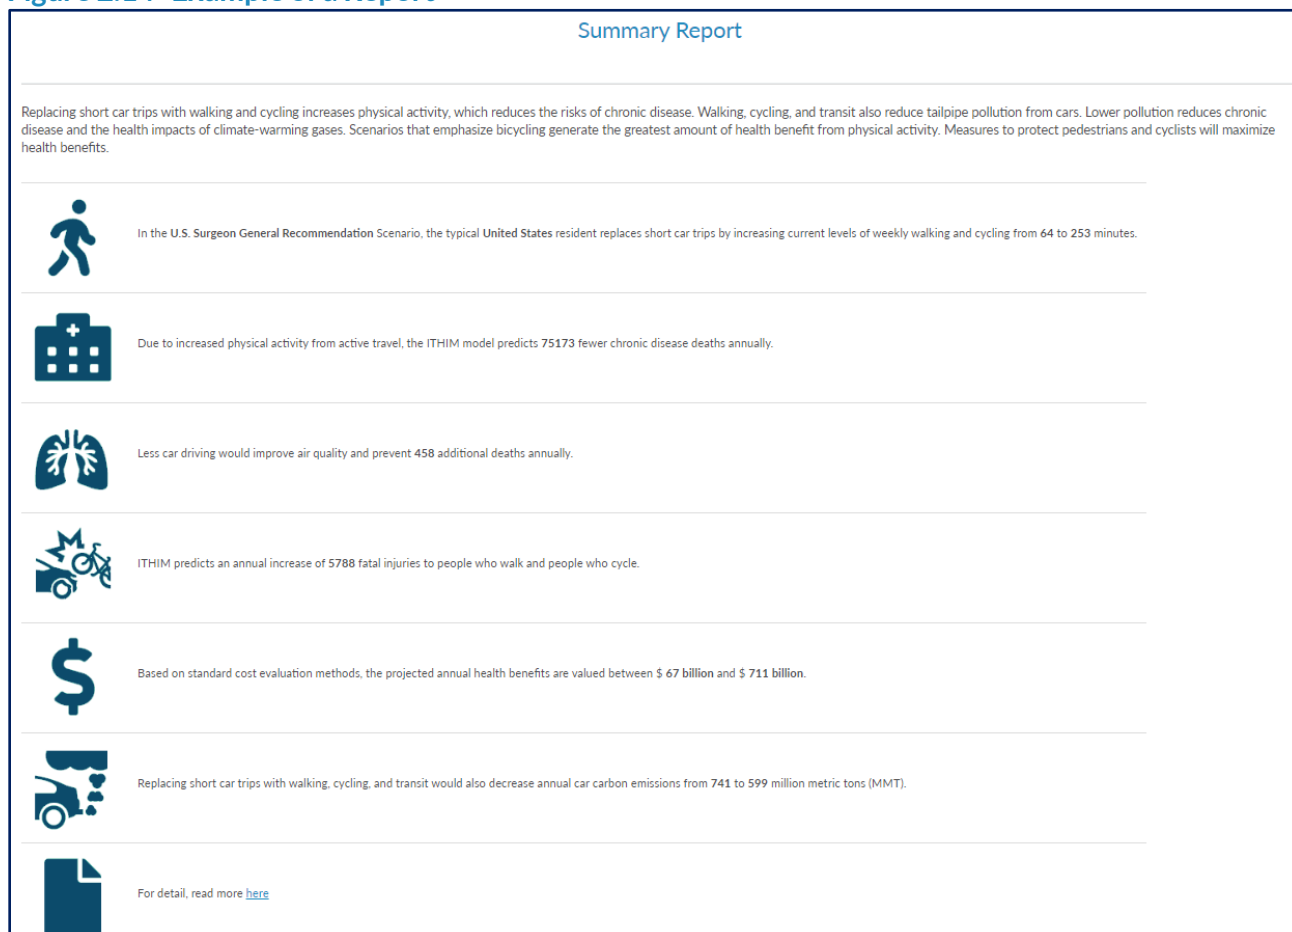 Summary Report
Replacing short car trips with walking and cycling increases physical activity, which reduces the risks of chronic disease. Walking, cycling, and transit also reduce tailpipe pollution from cars. Lower pollution reduces chronic
disease and the health impacts of climate-warming gases. Scenarios that emphasize bicycling generate the greatest amount of health benefit from physical activity. Measures to protect pedestrians and cyclists will maximize
health benefits.
In the U.S. Surgeon General Recommendation Scenario, the typical United States resident replaces short car trips by increasing current levels of weekly walking and cycling from 64 to 253 minutes.
Due to increased physical activity from active travel, the ITHIM model predicts 75173 fewer chronic disease deaths annually.
Less car driving would improve air quality and prevent 458 additional deaths annually.
ITHIM predicts an annual increase of 5788 fatal injuries to people who walk and people who cycle.
Based on standard cost evaluation methods, the projected annual health benefits are valued between $ 67 billion and $ 711 billion.
Replacing short car trips with walking, cycling, and transit would also decrease annual car carbon emissions from 741 to 599 million metric tons (MMT).
For detail, read more here